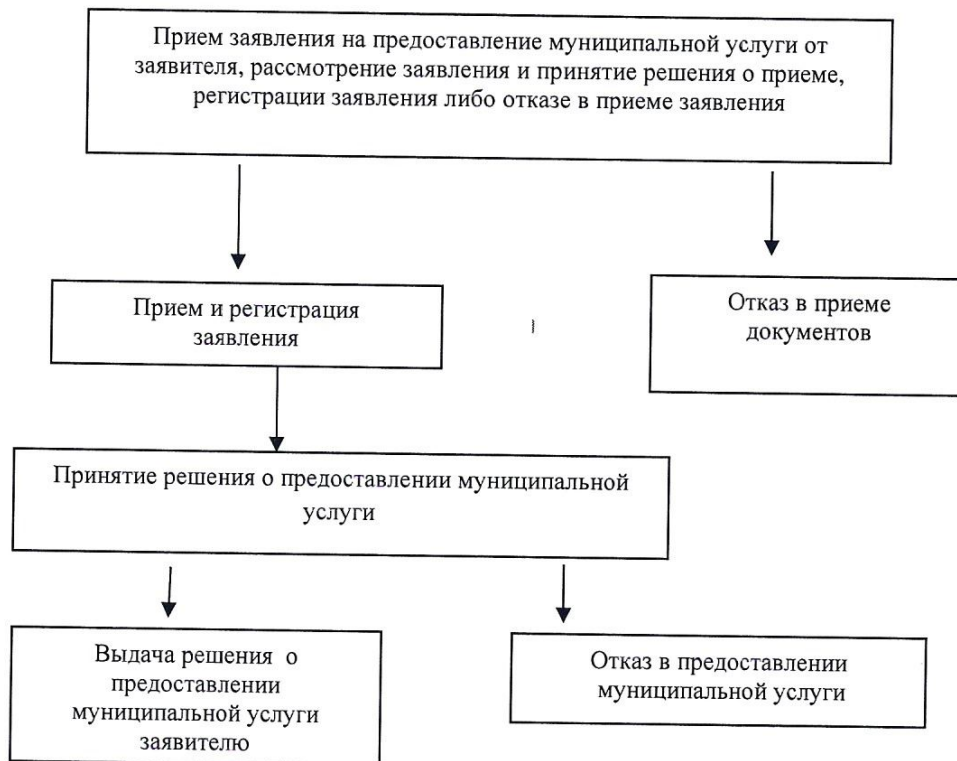 Прием заявления на предоставление муниципальной услуги от
заявителя, рассмотрение заявления и принятие решения о приеме,
регистрации заявления либо отказе в приеме заявления
Прием и регистрация
заявления
Отказ в приеме
документов
Принятие решения о предоставлении муниципальной
услуги
Выдача решения о
предоставлении
муниципальной услуги
заявителю
Отказ в предоставлении
муниципальной услуги